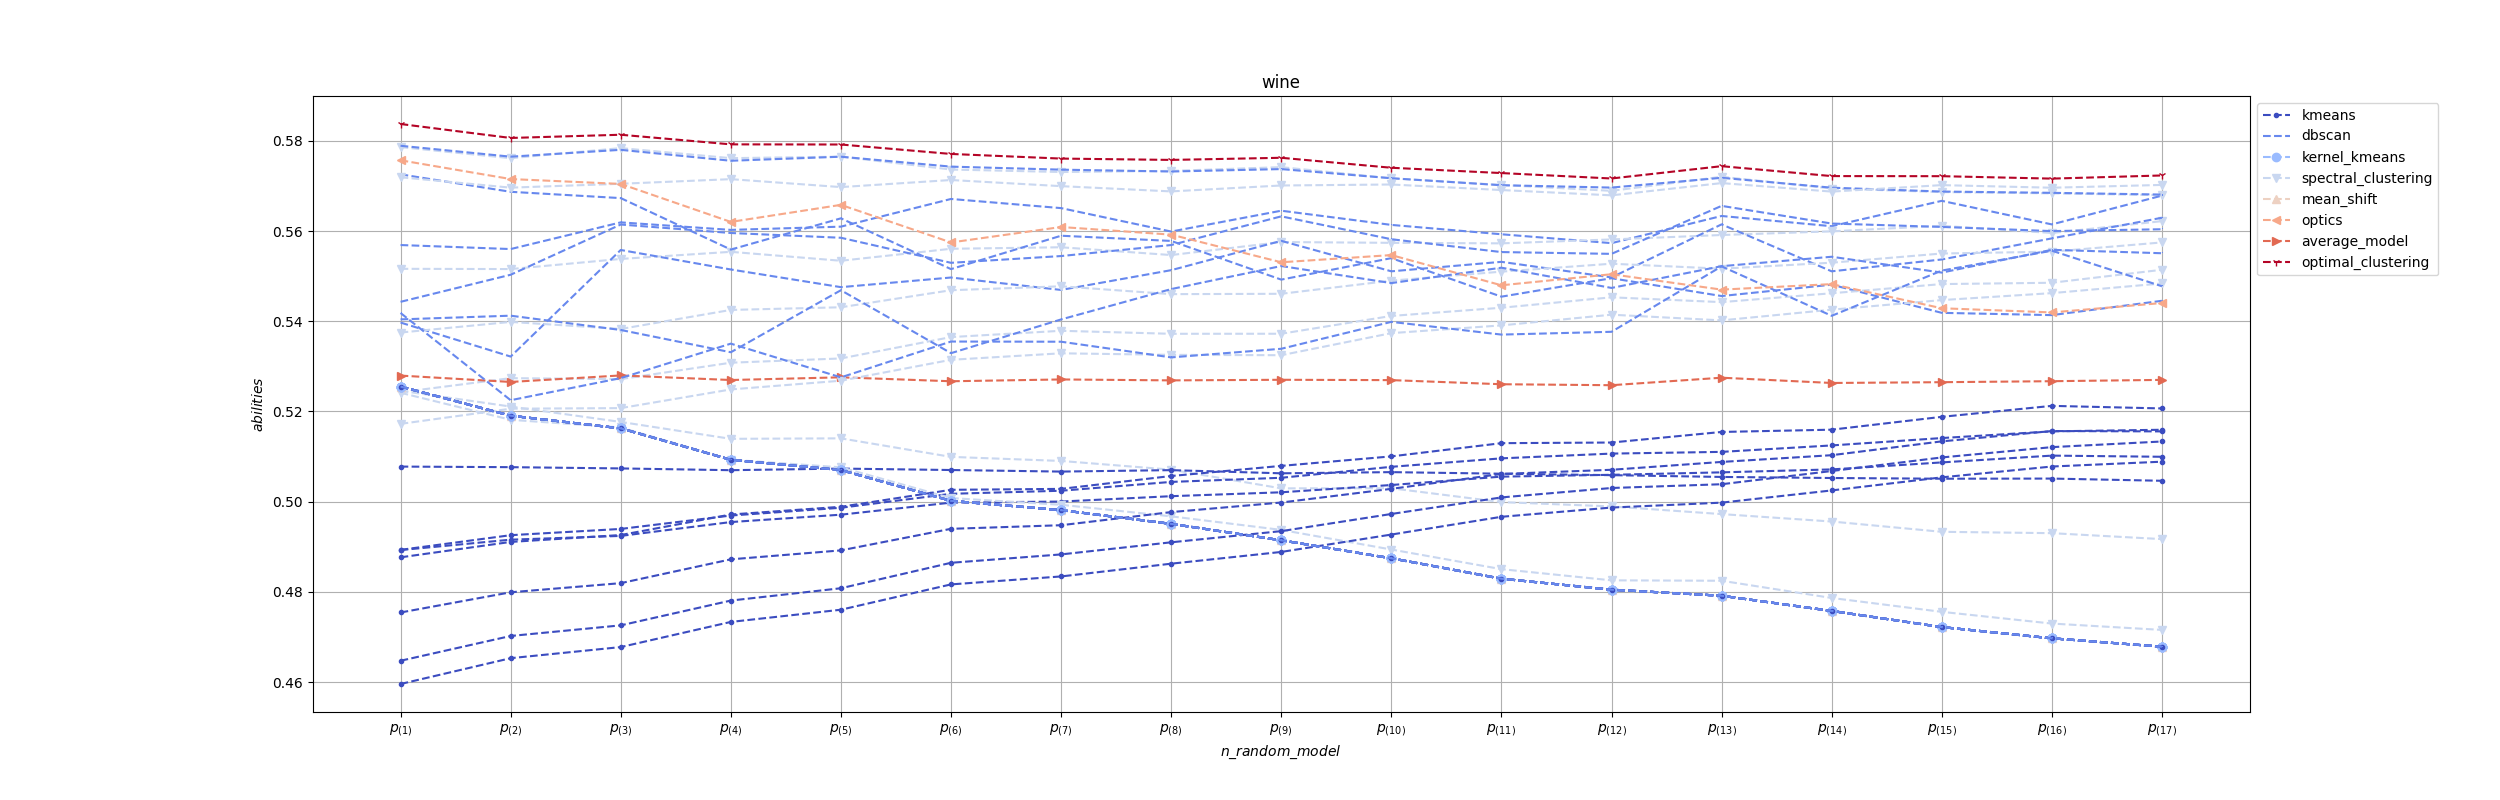 wine
0.58
0.56
0.54
0.52
0.50
0.48
0.46
abilities
p(1) p(2) p(3) p(4) p(5) p(6) p(7) p(8) p(9) p(10) p(11) p(12) p(13) p(14) p(15) p(16) p(17)
n_random_model
kmeans
dbscan
kernel_kmeans
spectral_clustering
mean_shift
optics
average_model
optimal_clustering